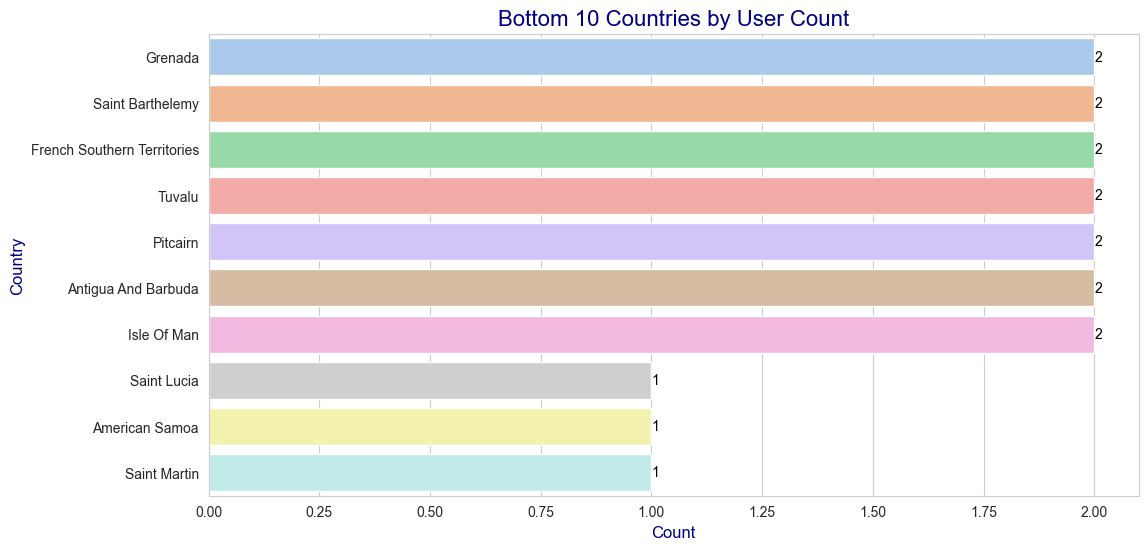 Bottom 10 Countries by User Count
Country
Grenada 2
Saint Barthelemy 2
French Southern Territories 2
Tuvalu 2
Pitcairn 2
Antigua And Barbuda 2
Isle Of Man 2
Saint Lucia 1
American Samoa 1
Saint Martin 1
0.00 0.25 0.50 0.75 1.00 1.25 1.50 1.75 2.00
Count